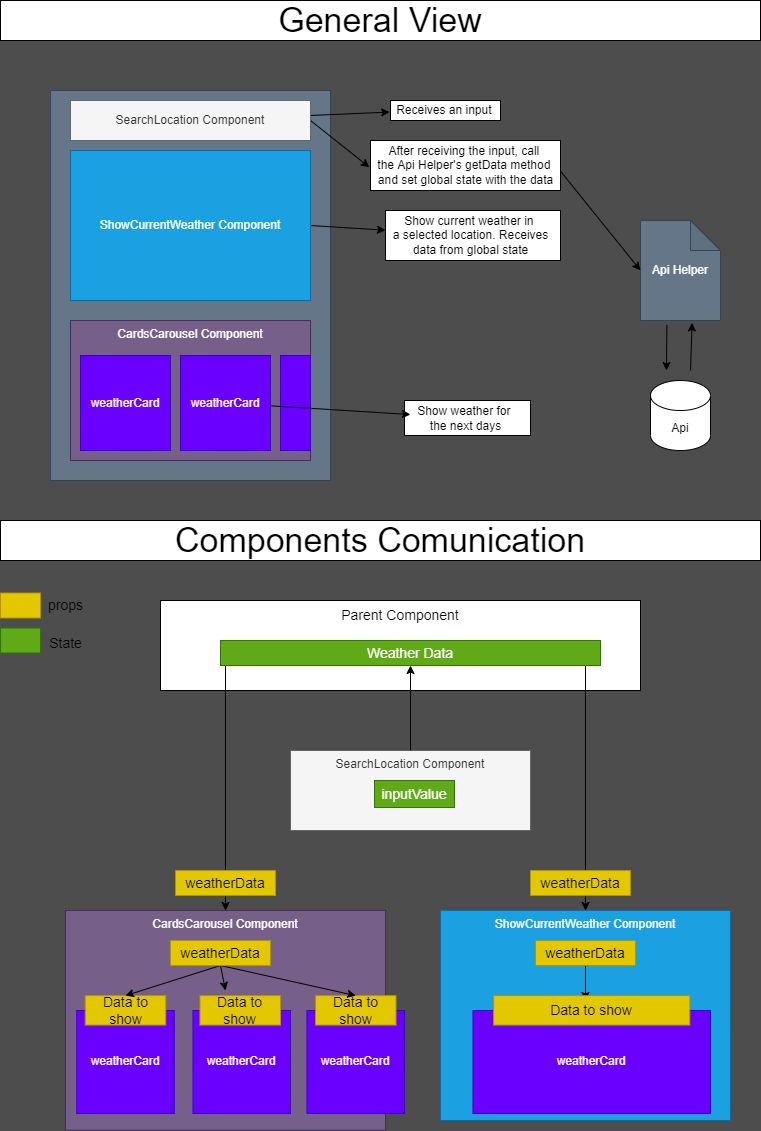 General View
SearchLocation Component
Receives an input
After receiving the input, call
the Api Helper's getData method
and set global state with the data
ShowCurrentWeather Component
Show current weather in
a selected location. Receives
data from global state
Api Helper
CardsCarousel Component
weatherCard
weatherCard
Show weather for
the next days
Api
Components Comunication
props
State
Parent Component
Weather Data
SearchLocation Component
inputValue
weatherData
weatherData
CardsCarousel Component
weatherData
Data to
show
Data to
show
Data to
show
weatherCard
weatherCard
weatherCard
ShowCurrentWeather Component
weatherData
Data to show
weatherCard